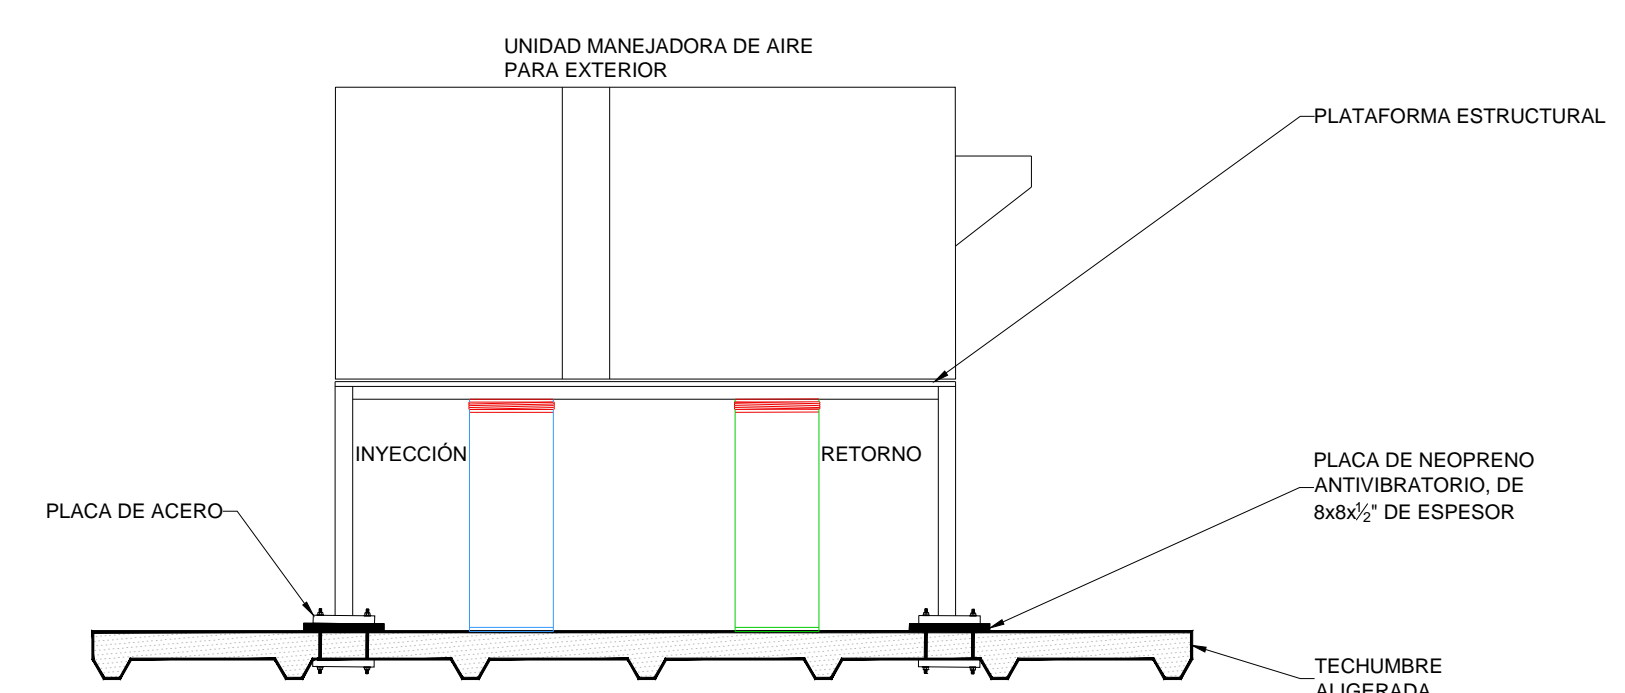 UNIDAD MANEJADORA DE AIRE
PARA EXTERIOR
PLATAFORMA ESTRUCTURAL
INYECCIÓN
RETORNO
PLACA DE NEOPRENO
ANTIVIBRATORIO, DE
8x8x½" DE ESPESOR
PLACA DE ACERO
TECHUMBRE
ALIGERADA